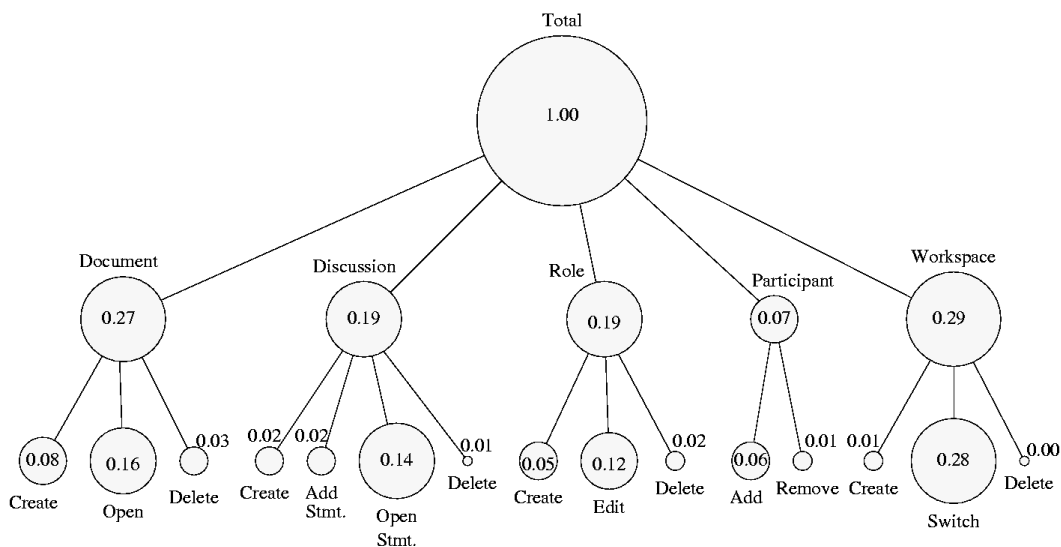 Total
1.00
Document
Discussion
Role
Participant
Workspace
0.27
0.19
0.19
0.07
0.29
0.08
0.16
0.03
0.02
0.02
0.14
0.01
0.05
0.12
0.02
0.06
0.01
0.01
0.28
0.00
Create
Open
Delete
Create
Add
Stmt.
Open
Stmt.
Delete
Create
Edit
Delete
Add
Remove
Create
Switch
Delete